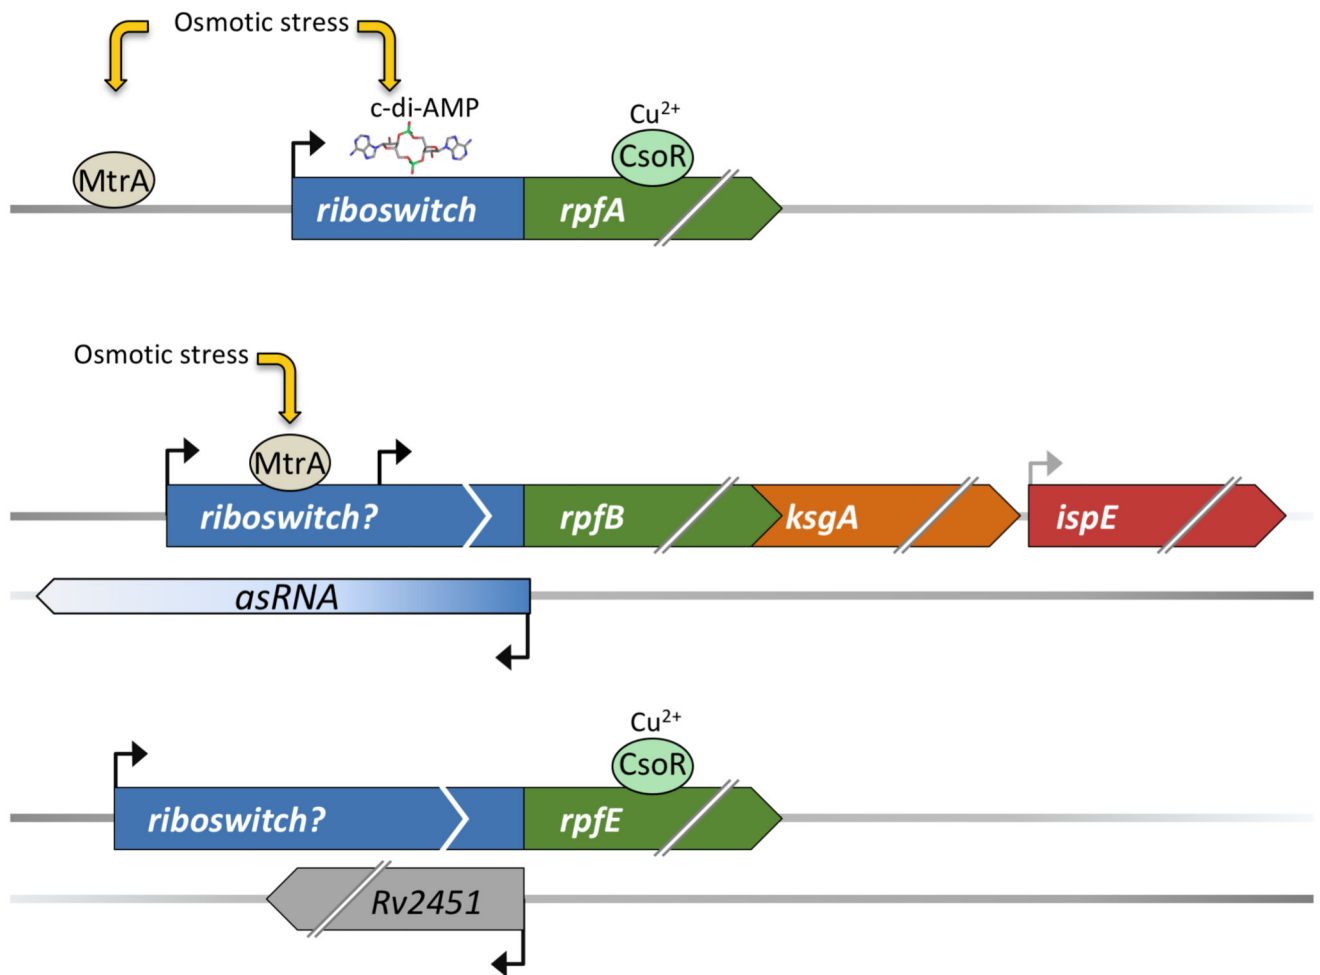 Osmotic stress
c-di-AMP
Cu²⁺
MtrA
CsoR
riboswitch
rpfA
Osmotic stress
MtrA
riboswitch?
rpfB
ksgA
ispE
asRNA
Cu²⁺
CsoR
riboswitch?
rpfE
Rv2451